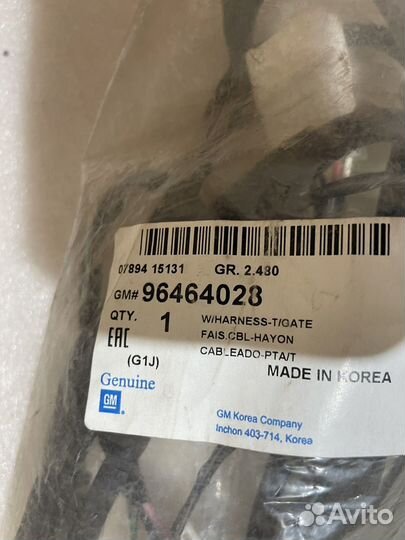 07894 15131 GR. 2.480
GM# 96464028
QTY. 1 W/HARNESS-T/GATE
FAIS.CBL-HAYON
CABLEADO-PTA/T
EAC
(G1J)
MADE IN KOREA
Genuine
GM
GM Korea Company
Inchon 403-714, Korea
Avito